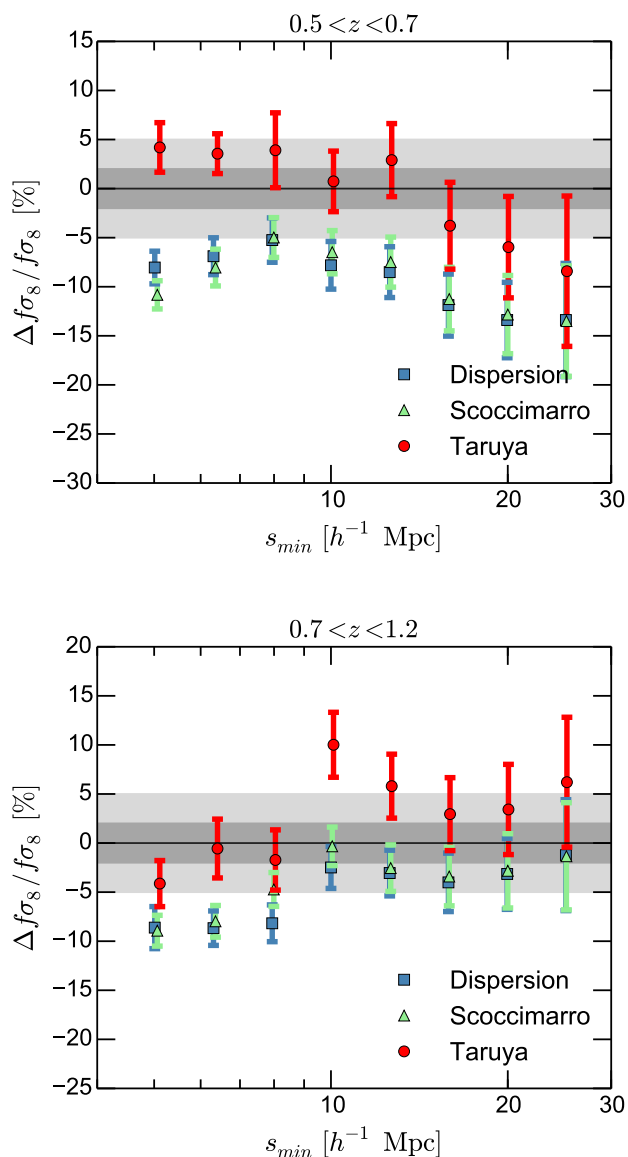 0.5 < z < 0.7
15
10
5
0
−5
−10
−15
−20
−25
−30
Δfσ₈/fσ₈ [%]
Dispersion
Scoccimarro
Taruya
10 20 30
s_min [h⁻¹ Mpc]
0.7 < z < 1.2
20
15
10
5
0
−5
−10
−15
−20
−25
Δfσ₈/fσ₈ [%]
Dispersion
Scoccimarro
Taruya
10 20 30
s_min [h⁻¹ Mpc]